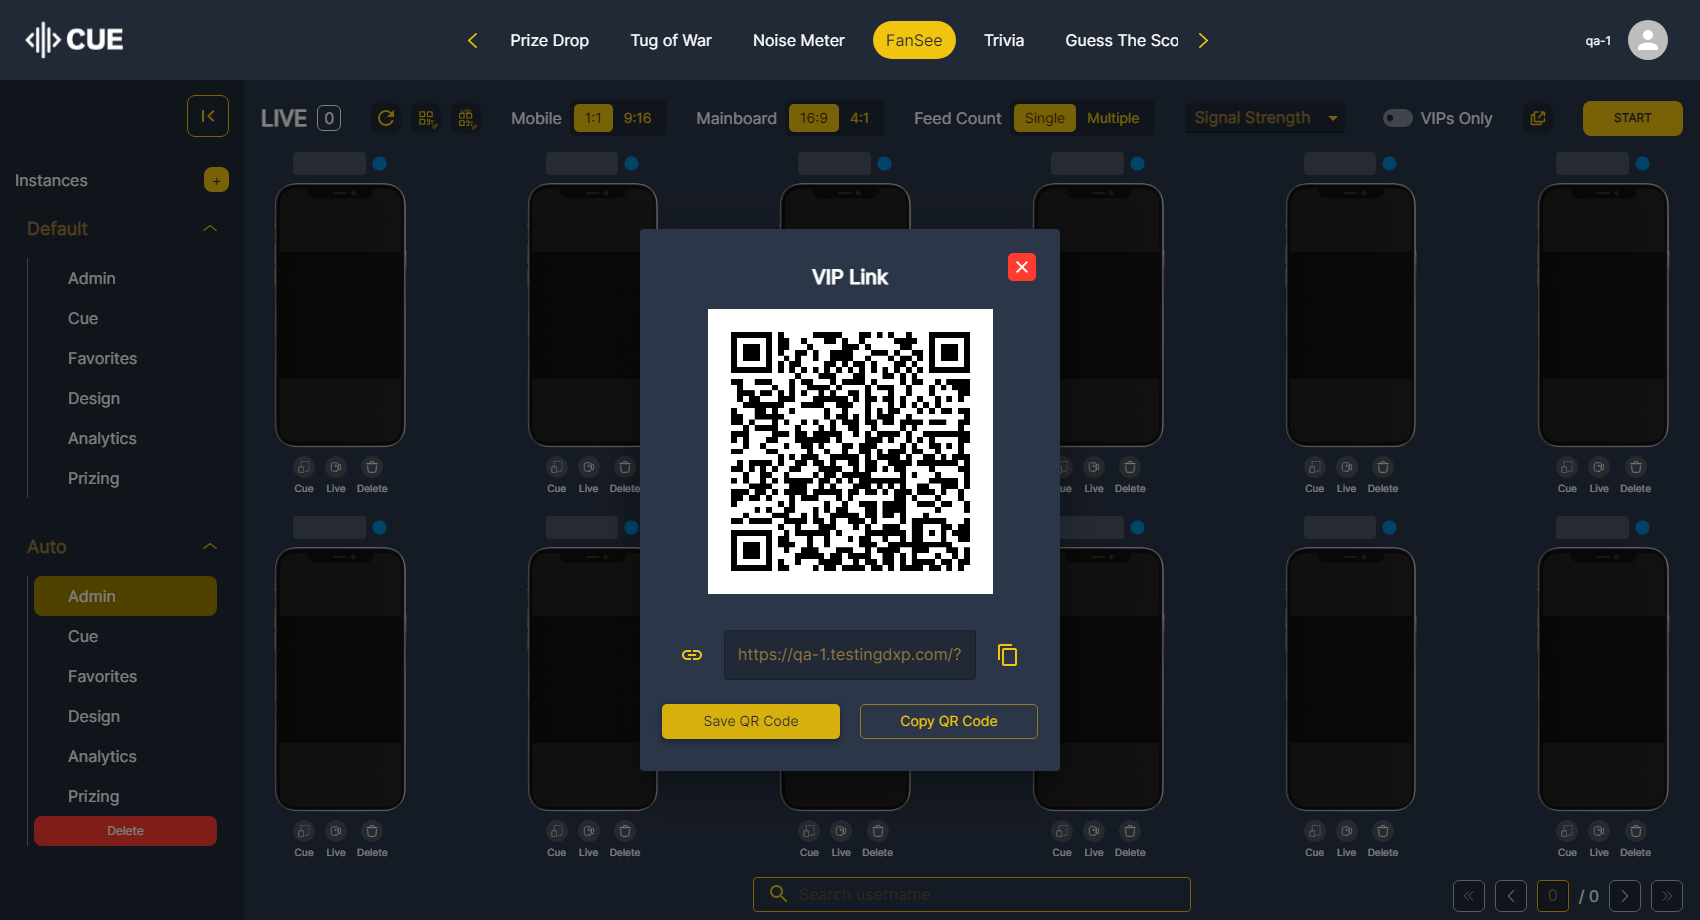 CUE
Prize Drop
Tug of War
Noise Meter
FanSee
Trivia
Guess The Sco
qa-1
LIVE 0
Mobile 1:1 9:16
Mainboard 16:9 4:1
Feed Count Single Multiple
Signal Strength
VIPs Only
START
Instances +
Default
Admin
Cue
Favorites
Design
Analytics
Prizing
Auto
Admin
Cue
Favorites
Design
Analytics
Prizing
Delete
VIP Link
https://qa-1.testingdxp.com/?
Save QR Code
Copy QR Code
Cue Live Delete
Cue Live Delete
ue Live Delete
Cue Live Delete
Cue Live Delete
Cue Live Delete
Cue Live Delete
Cue Live Delete
Cue Live Delete
Cue Live Delete
Cue Live Delete
Search username
0 / 0